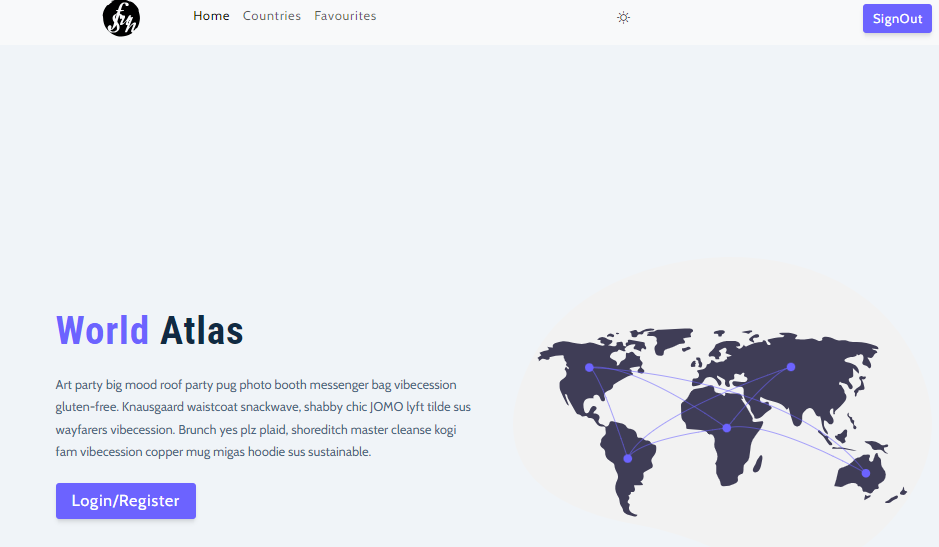 Home Countries Favourites
SignOut
World Atlas
Art party big mood roof party pug photo booth messenger bag vibecession
gluten-free. Knausgaard waistcoat snackwave, shabby chic JOMO lyft tilde sus
wayfarers vibecession. Brunch yes plz plaid, shoreditch master cleanse kogi
fam vibecession copper mug migas hoodie sus sustainable.
Login/Register